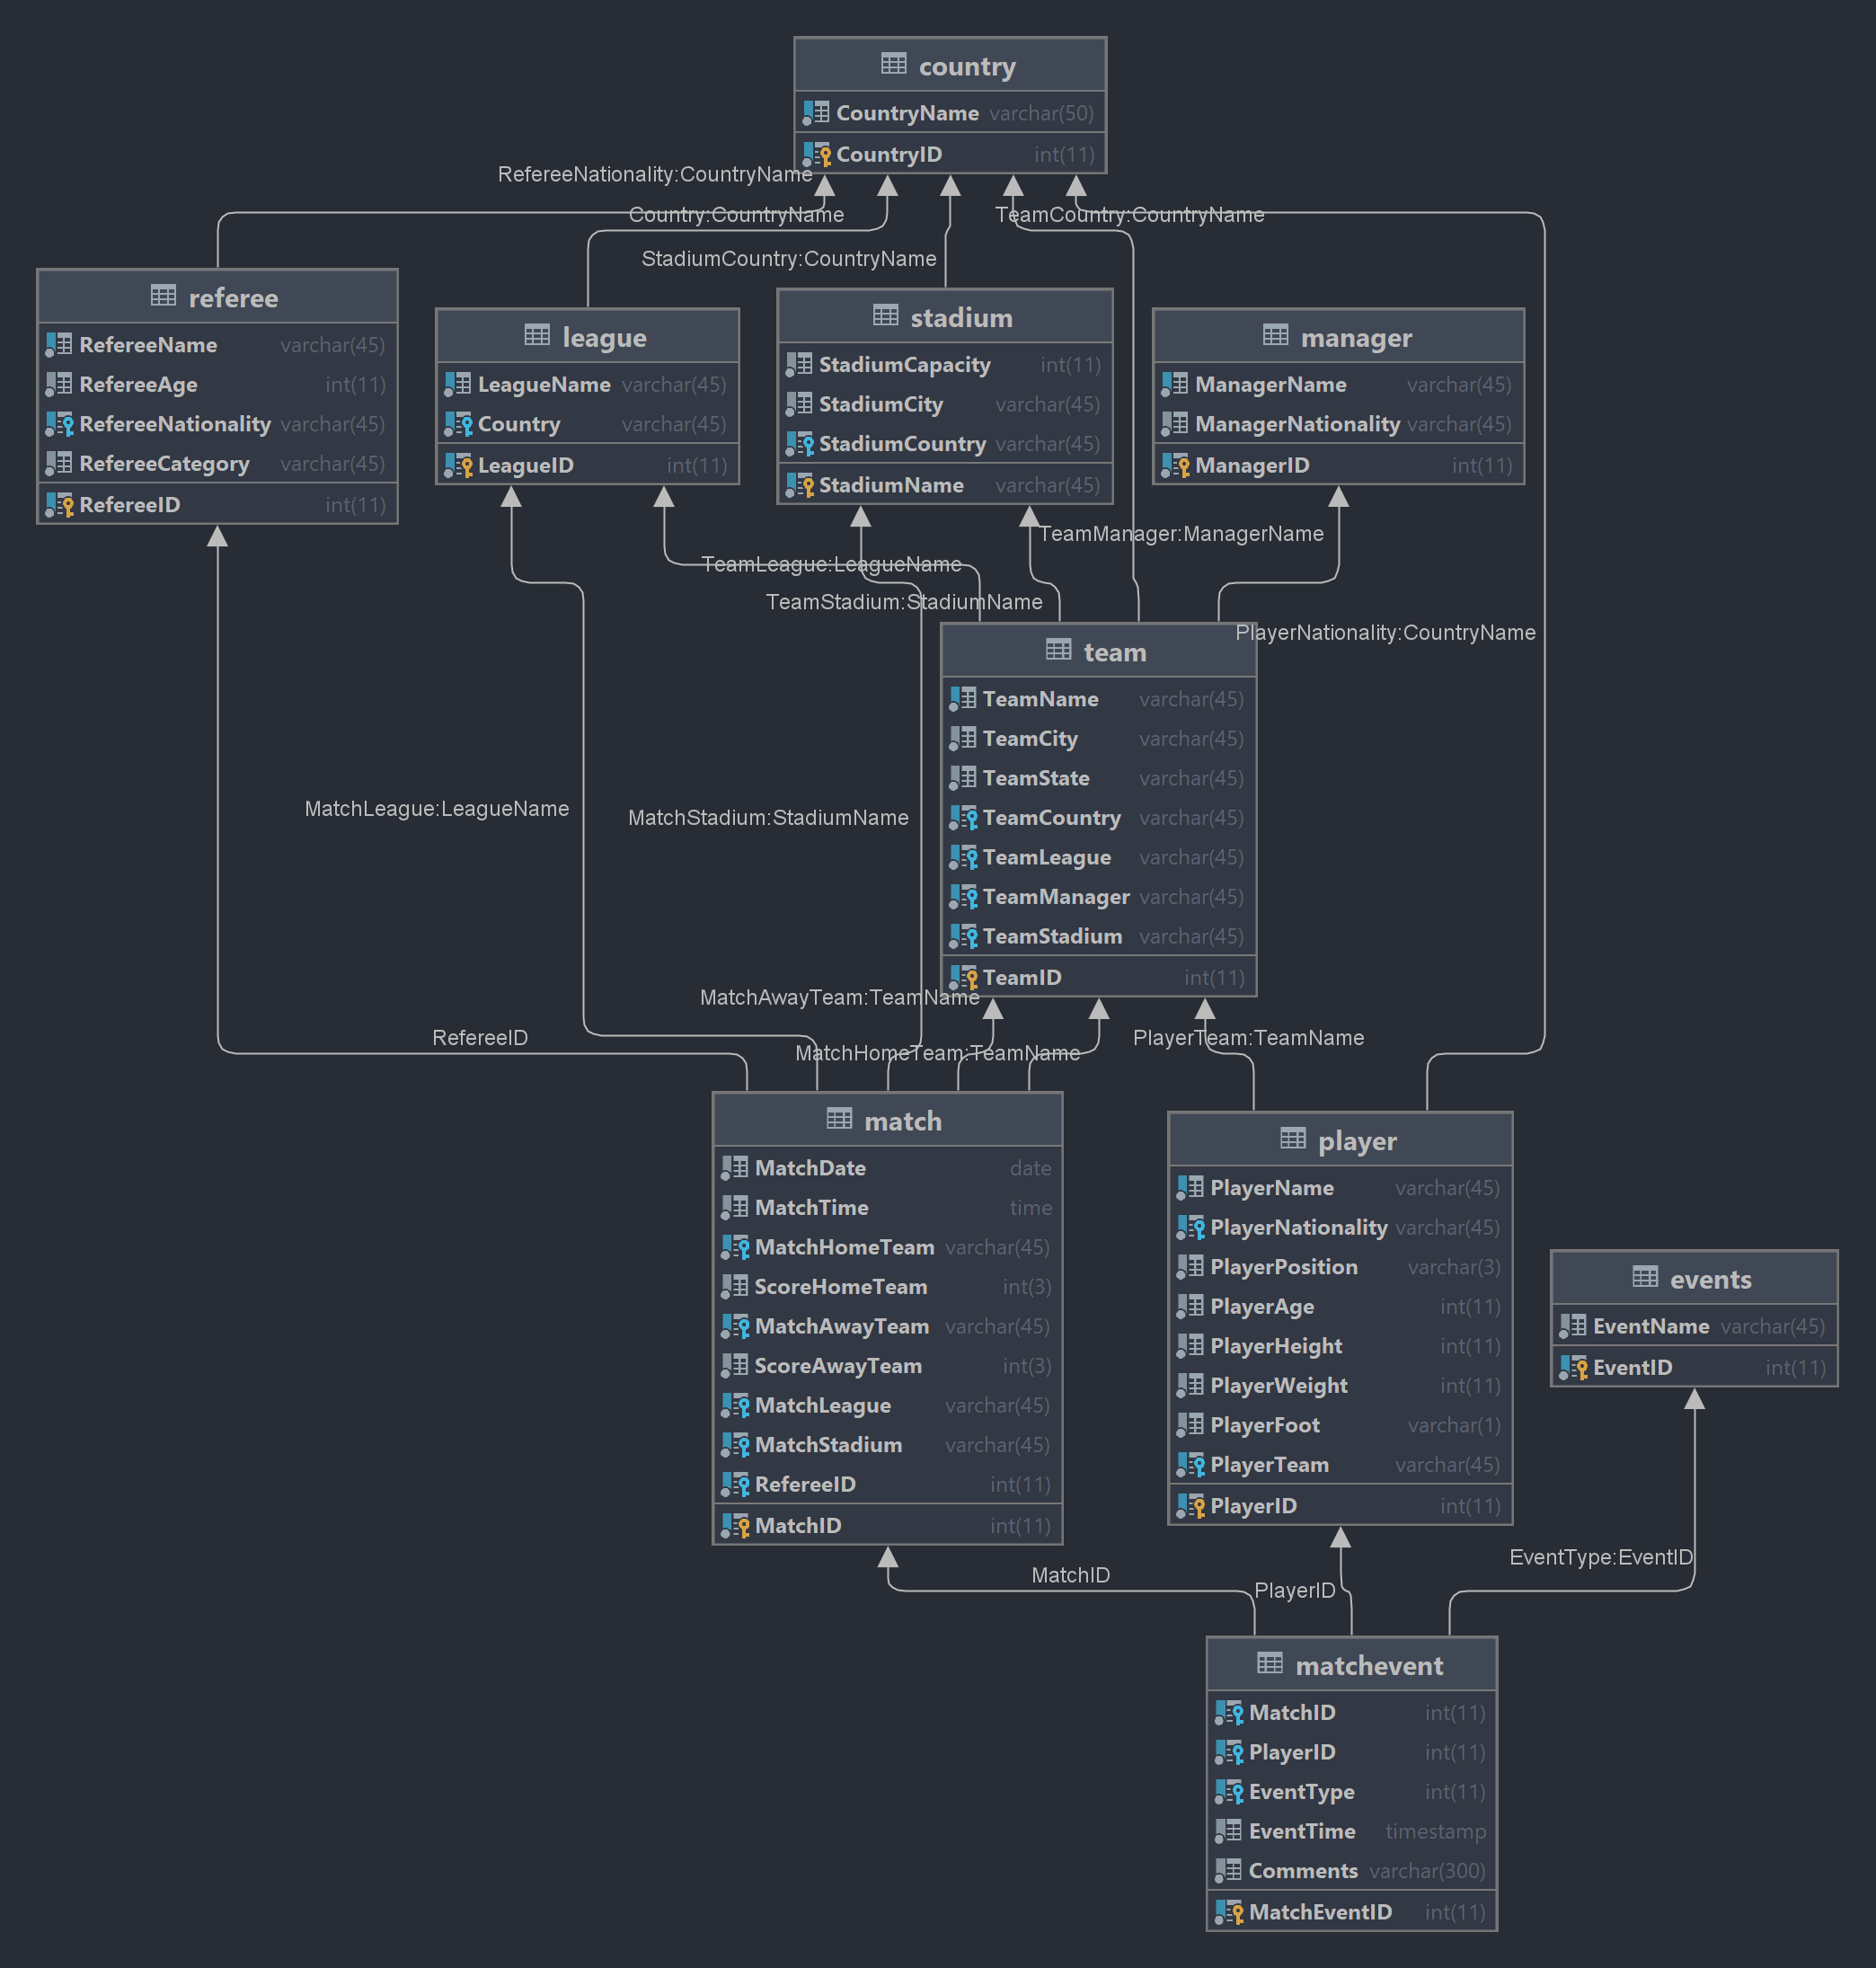 country
CountryName varchar(50)
CountryID int(11)
RefereeNationality:CountryName
Country:CountryName
TeamCountry:CountryName
StadiumCountry:CountryName
referee
RefereeName varchar(45)
RefereeAge int(11)
RefereeNationality varchar(45)
RefereeCategory varchar(45)
RefereeID int(11)
league
LeagueName varchar(45)
Country varchar(45)
LeagueID int(11)
stadium
StadiumCapacity int(11)
StadiumCity varchar(45)
StadiumCountry varchar(45)
StadiumName varchar(45)
manager
ManagerName varchar(45)
ManagerNationality varchar(45)
ManagerID int(11)
TeamManager:ManagerName
TeamLeague:LeagueName
TeamStadium:StadiumName
PlayerNationality:CountryName
team
TeamName varchar(45)
TeamCity varchar(45)
TeamState varchar(45)
TeamCountry varchar(45)
TeamLeague varchar(45)
TeamManager varchar(45)
TeamStadium varchar(45)
TeamID int(11)
MatchLeague:LeagueName
MatchStadium:StadiumName
MatchAwayTeam:TeamName
RefereeID
MatchHomeTeam:TeamName
PlayerTeam:TeamName
match
MatchDate date
MatchTime time
MatchHomeTeam varchar(45)
ScoreHomeTeam int(3)
MatchAwayTeam varchar(45)
ScoreAwayTeam int(3)
MatchLeague varchar(45)
MatchStadium varchar(45)
RefereeID int(11)
MatchID int(11)
player
PlayerName varchar(45)
PlayerNationality varchar(45)
PlayerPosition varchar(3)
PlayerAge int(11)
PlayerHeight int(11)
PlayerWeight int(11)
PlayerFoot varchar(1)
PlayerTeam varchar(45)
PlayerID int(11)
events
EventName varchar(45)
EventID int(11)
EventType:EventID
MatchID
PlayerID
matchevent
MatchID int(11)
PlayerID int(11)
EventType int(11)
EventTime timestamp
Comments varchar(300)
MatchEventID int(11)